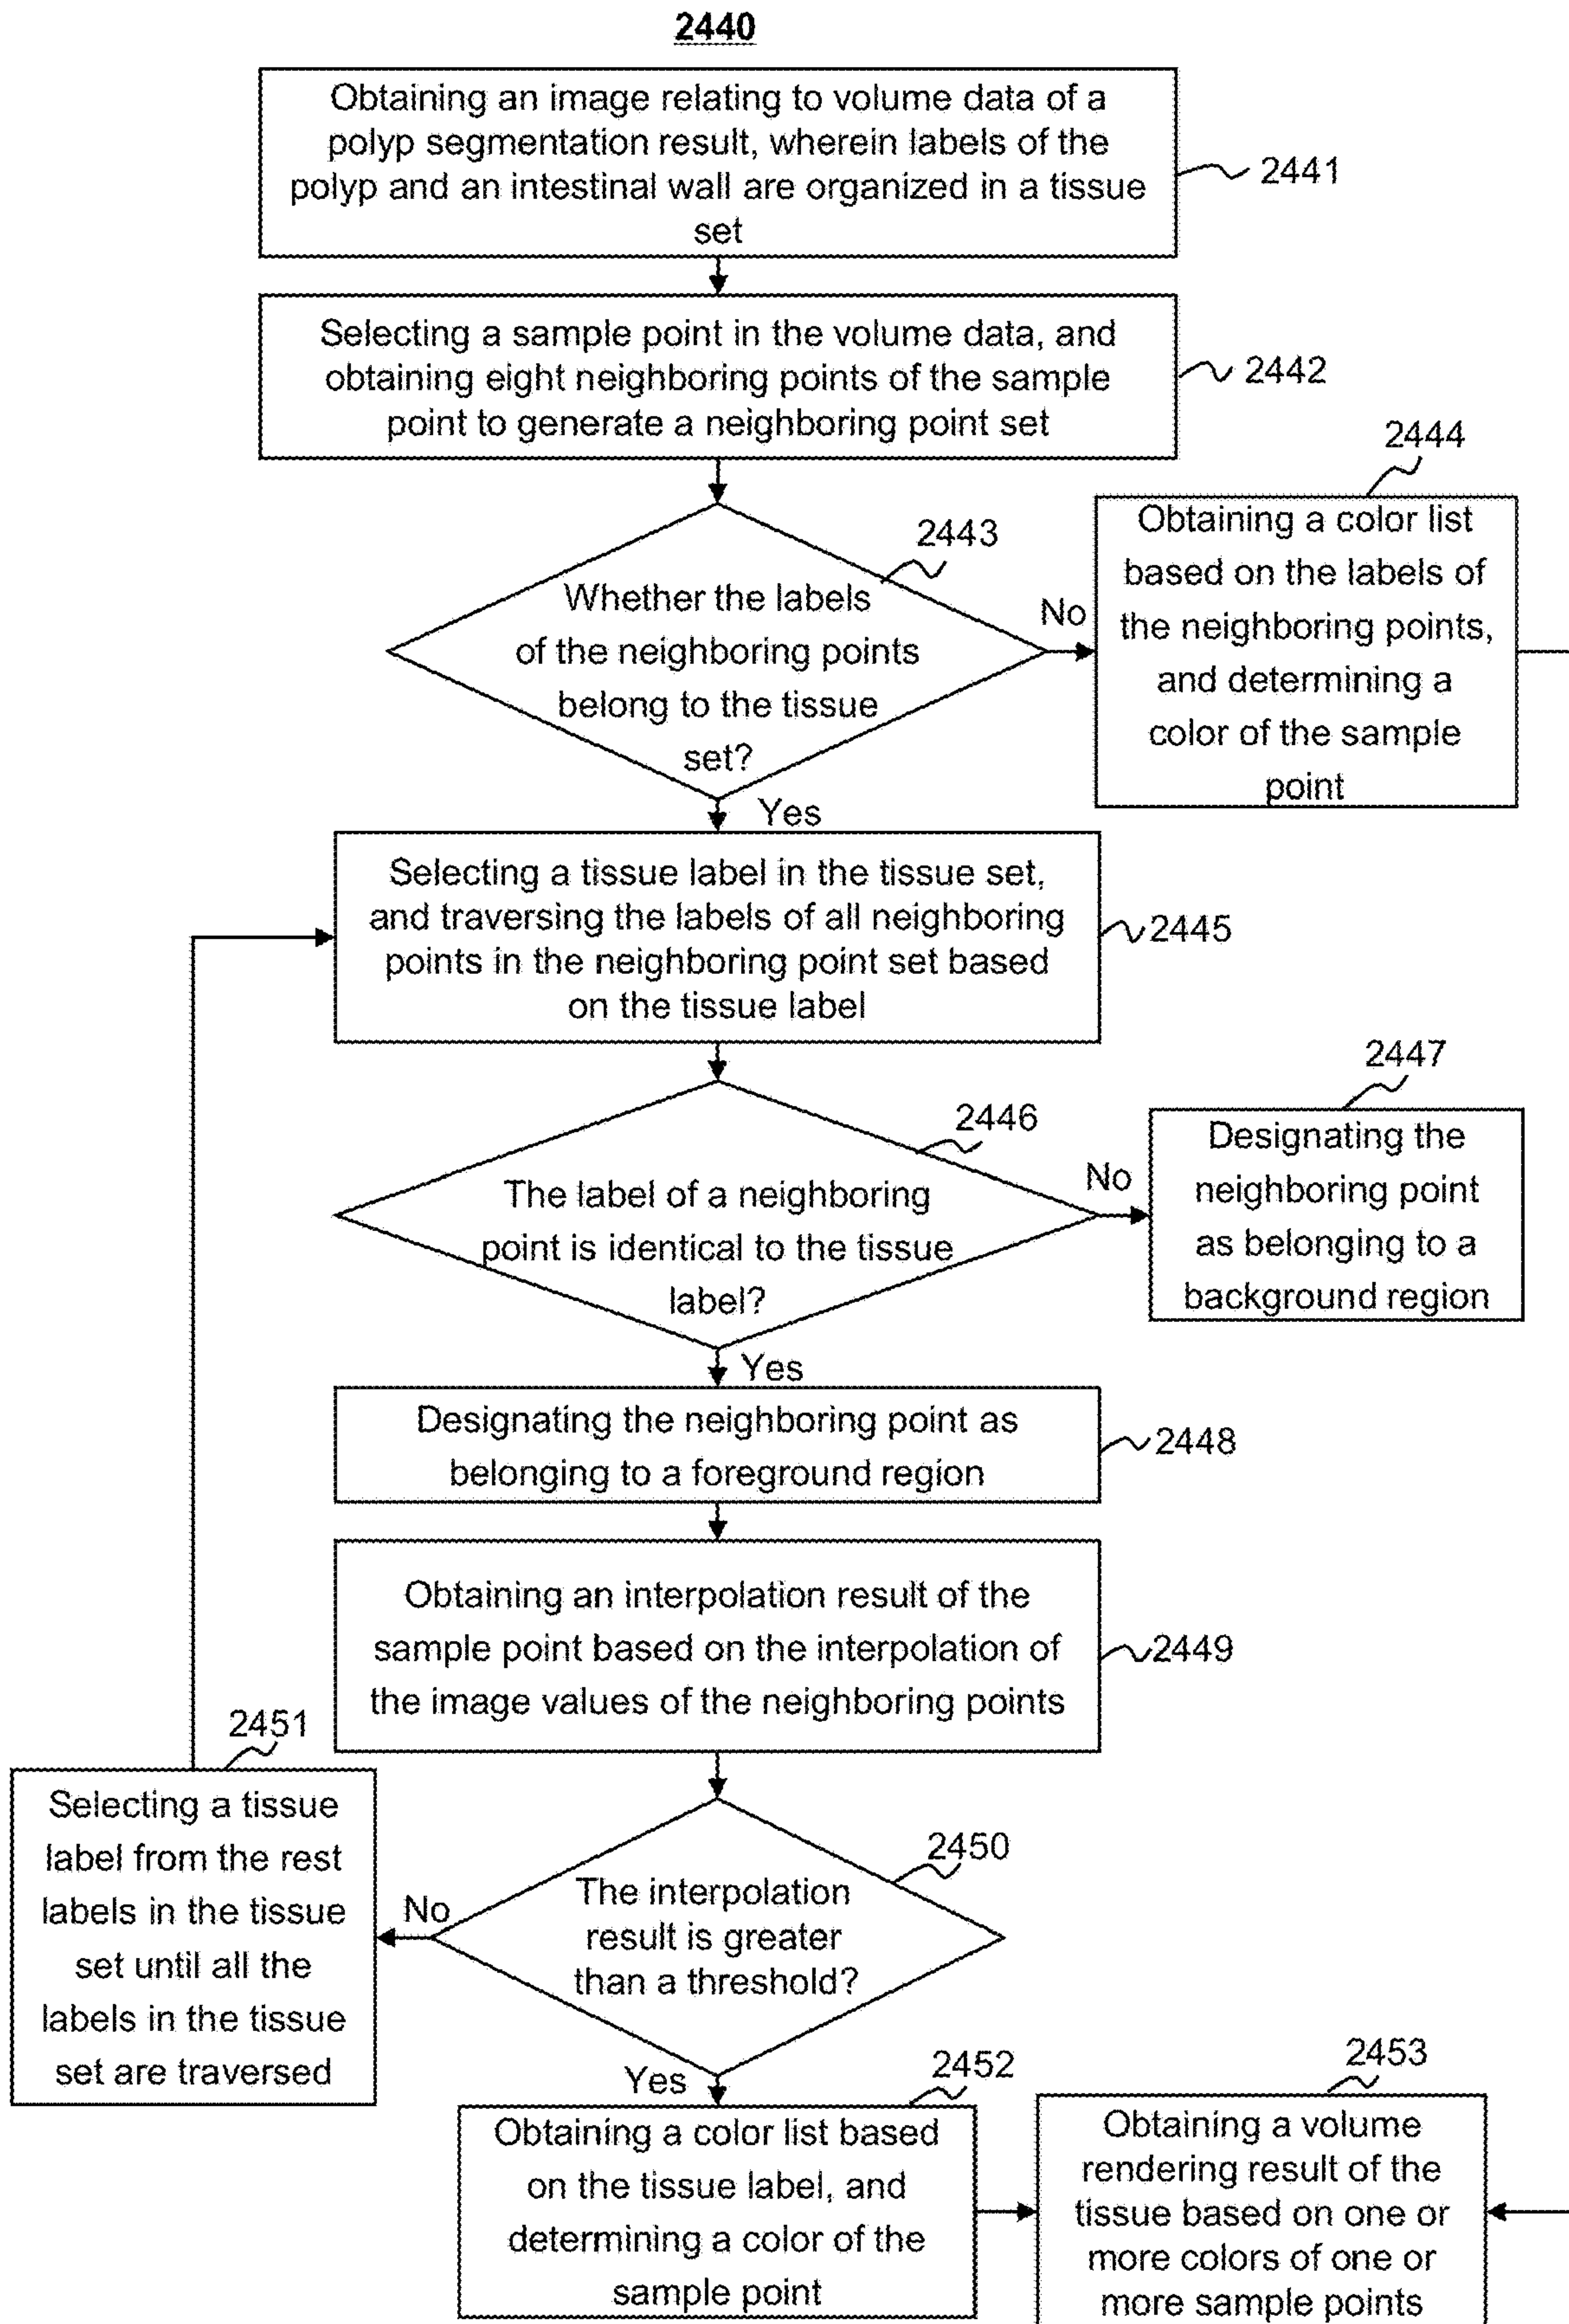 2440
Obtaining an image relating to volume data of a
polyp segmentation result, wherein labels of the
polyp and an intestinal wall are organized in a tissue
set
2441
Selecting a sample point in the volume data, and
obtaining eight neighboring points of the sample
point to generate a neighboring point set
2442
2443
Whether the labels
of the neighboring points
belong to the tissue
set?
No
Yes
2444
Obtaining a color list
based on the labels of
the neighboring points,
and determining a
color of the sample
point
Selecting a tissue label in the tissue set,
and traversing the labels of all neighboring
points in the neighboring point set based
on the tissue label
2445
2446
The label of a neighboring
point is identical to the tissue
label?
No
Yes
2447
Designating the
neighboring point
as belonging to a
background region
Designating the neighboring point as
belonging to a foreground region
2448
Obtaining an interpolation result of the
sample point based on the interpolation of
the image values of the neighboring points
2449
2450
The interpolation
result is greater
than a threshold?
No
Yes
2451
Selecting a tissue
label from the rest
labels in the tissue
set until all the
labels in the tissue
set are traversed
2452
Obtaining a color list based
on the tissue label, and
determining a color of the
sample point
2453
Obtaining a volume
rendering result of the
tissue based on one or
more colors of one or
more sample points